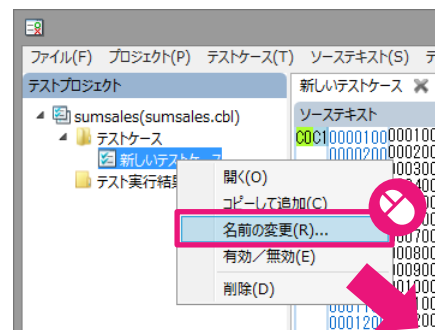 ファイル(F) プロジェクト(P) テストケース(T) ソーステキスト(S)
テストプロジェクト
新しいテストケース
sumsales(sumsales.cbl)
ソーステキスト
テストケース
新しいテストケース
テスト実行結果
開く(O)
コピーして追加(C)
名前の変更(R)...
有効／無効(E)
削除(D)
C0C1 0000100 000100
0000200 000200